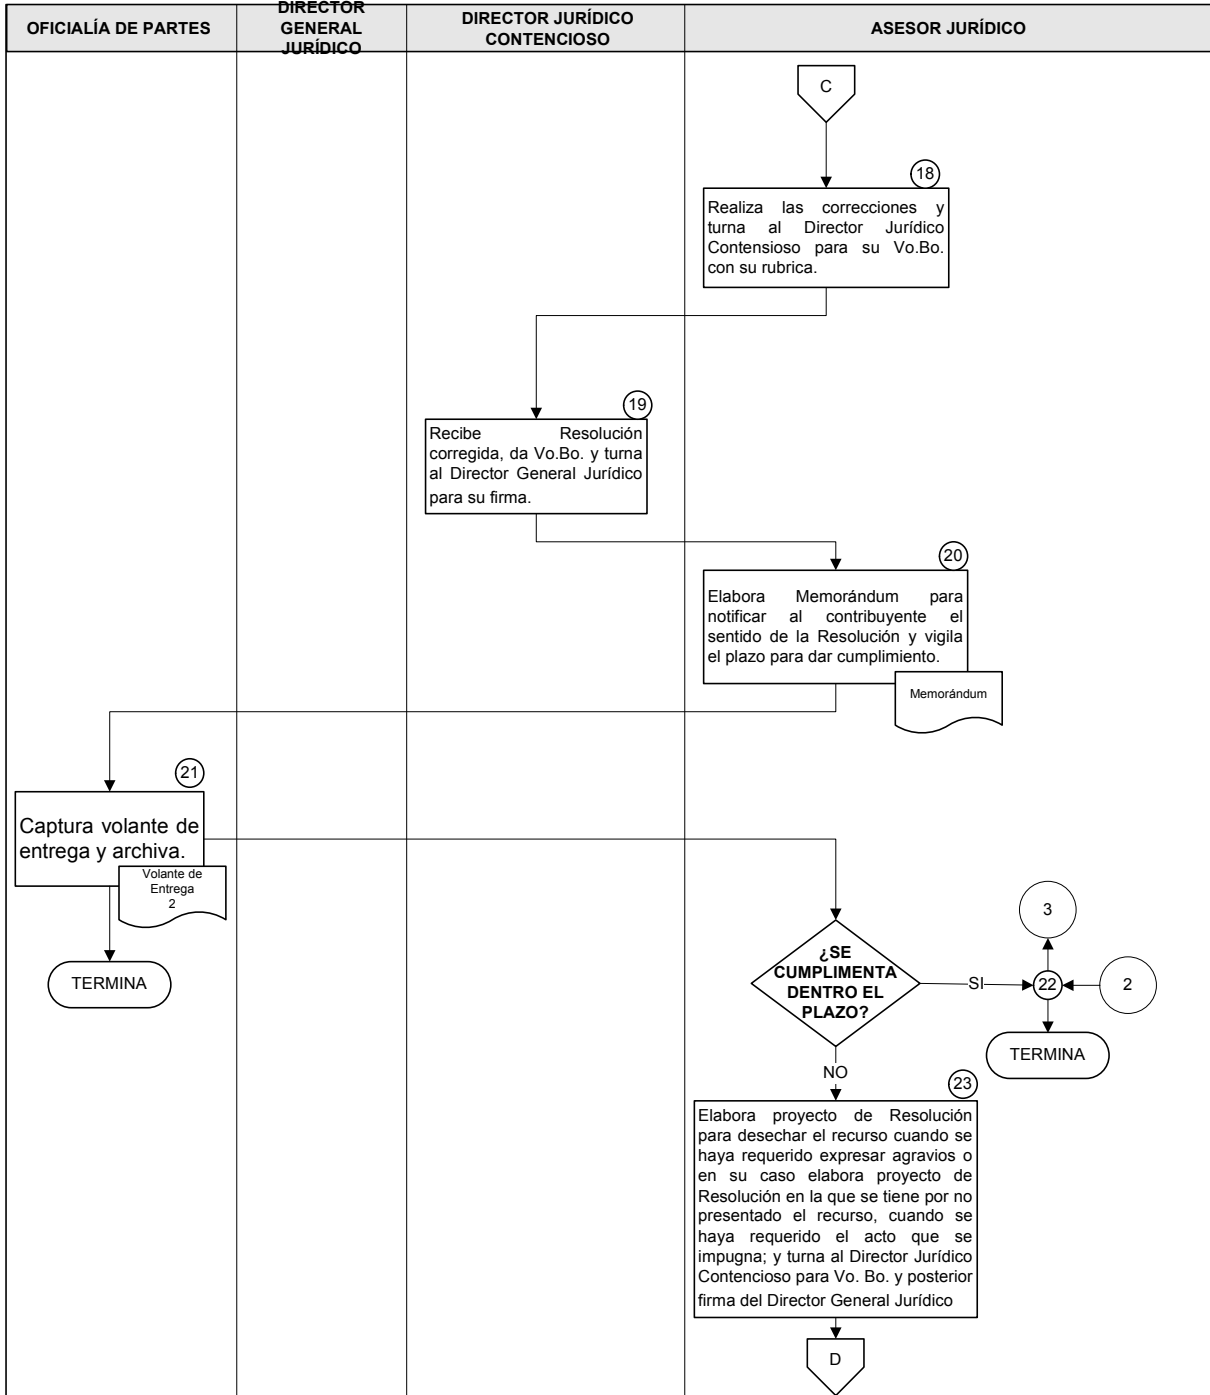 OFICIALÍA DE PARTES
DIRECTOR
GENERAL
JURÍDICO
DIRECTOR JURÍDICO
CONTENCIOSO
ASESOR JURÍDICO
C
18
Realiza las correcciones y
turna al Director Jurídico
Contensioso para su Vo.Bo.
con su rubrica.
19
Recibe Resolución
corregida, da Vo.Bo. y turna
al Director General Jurídico
para su firma.
20
Elabora Memorándum para
notificar al contribuyente el
sentido de la Resolución y vigila
el plazo para dar cumplimiento.
Memorándum
21
Captura volante de
entrega y archiva.
Volante de
Entrega
2
TERMINA
¿SE
CUMPLIMENTA
DENTRO EL
PLAZO?
SI
22
3
2
TERMINA
NO
23
Elabora proyecto de Resolución
para desechar el recurso cuando se
haya requerido expresar agravios o
en su caso elabora proyecto de
Resolución en la que se tiene por no
presentado el recurso, cuando se
haya requerido el acto que se
impugna; y turna al Director Jurídico
Contencioso para Vo. Bo. y posterior
firma del Director General Jurídico
D